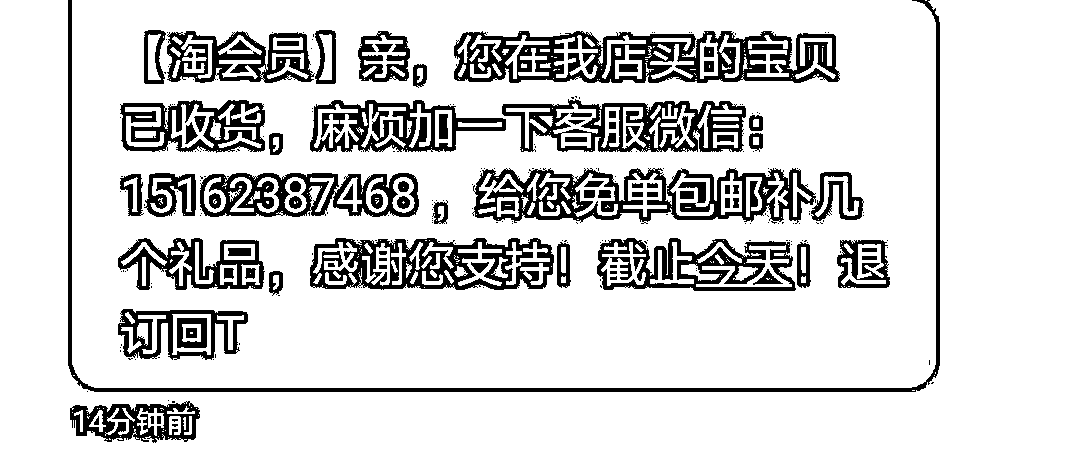 【淘会员】亲，您在我店买的宝贝
已收货，麻烦加一下客服微信：
15162387468，给您免单包邮补几
个礼品，感谢您支持！截止今天！退
订回T
14分钟前